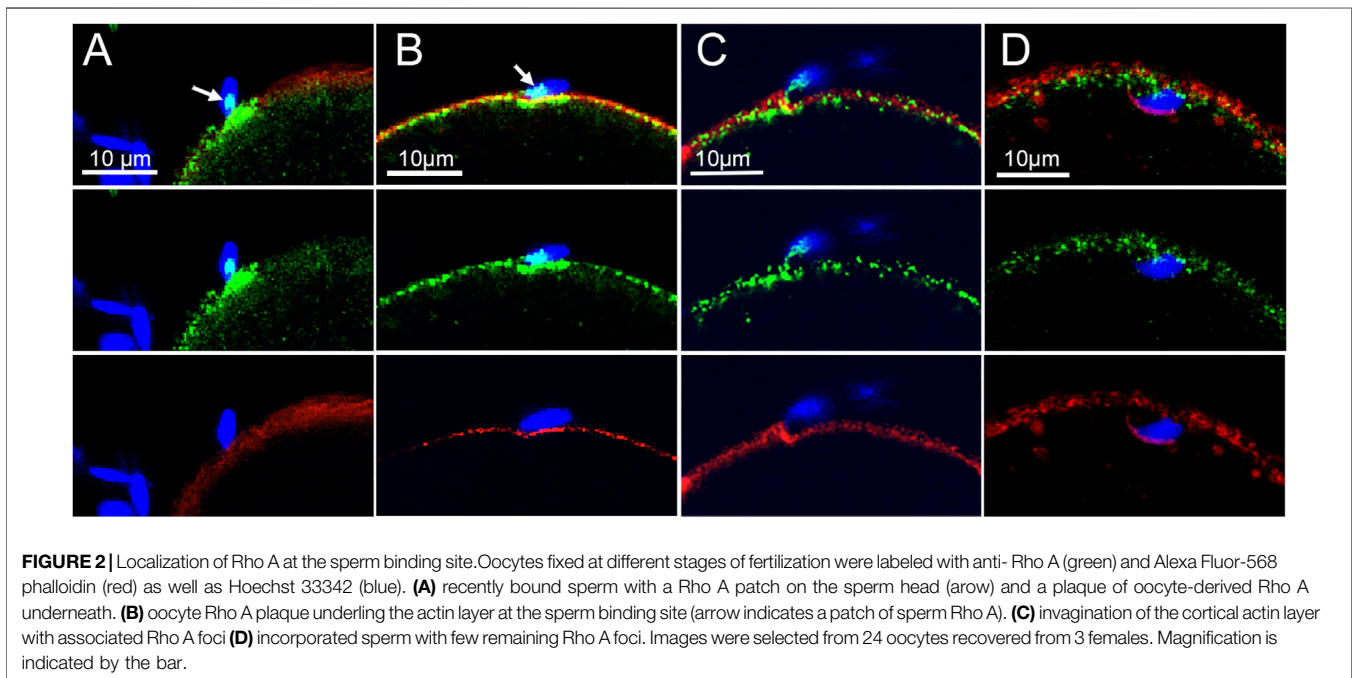 A
B
C
D
10 µm
10µm
10µm
10µm
FIGURE 2 | Localization of Rho A at the sperm binding site.Oocytes fixed at different stages of fertilization were labeled with anti- Rho A (green) and Alexa Fluor-568
phalloidin (red) as well as Hoechst 33342 (blue). (A) recently bound sperm with a Rho A patch on the sperm head (arow) and a plaque of oocyte-derived Rho A
underneath. (B) oocyte Rho A plaque underling the actin layer at the sperm binding site (arrow indicates a patch of sperm Rho A). (C) invagination of the cortical actin layer
with associated Rho A foci (D) incorporated sperm with few remaining Rho A foci. Images were selected from 24 oocytes recovered from 3 females. Magnification is
indicated by the bar.